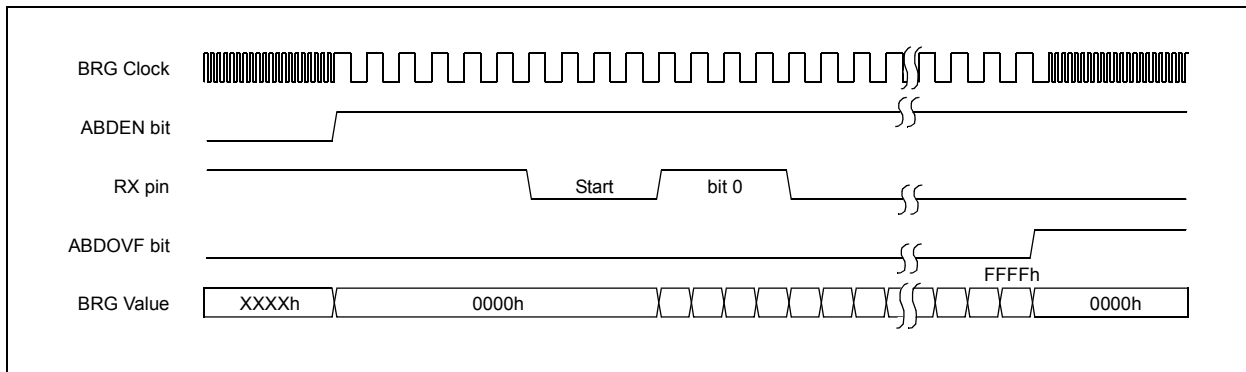 BRG Clock
ABDEN bit
RX pin
Start
bit 0
ABDOVF bit
FFFFh
BRG Value
XXXXh
0000h
0000h